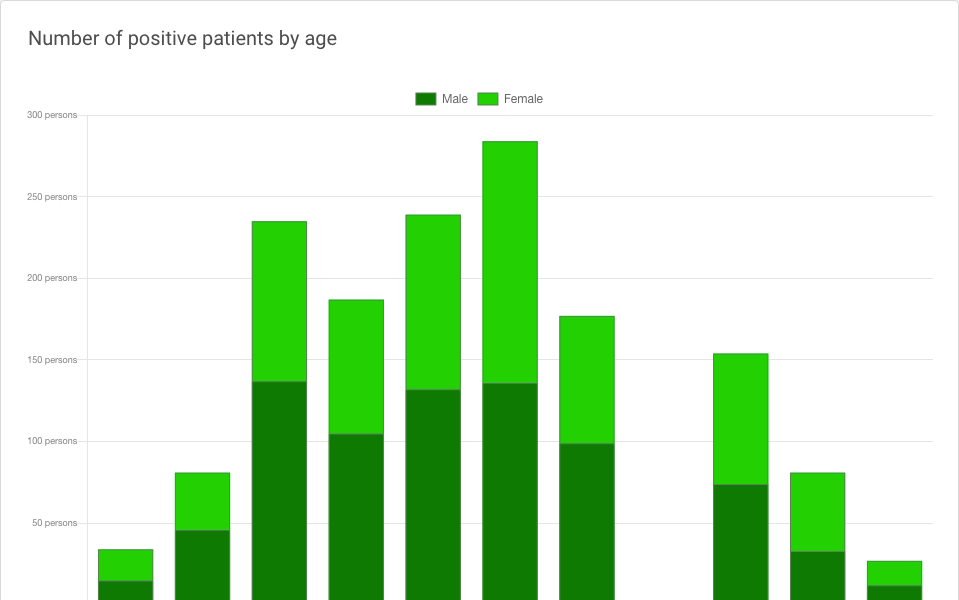 Number of positive patients by age
Male Female
300 persons
250 persons
200 persons
150 persons
100 persons
50 persons